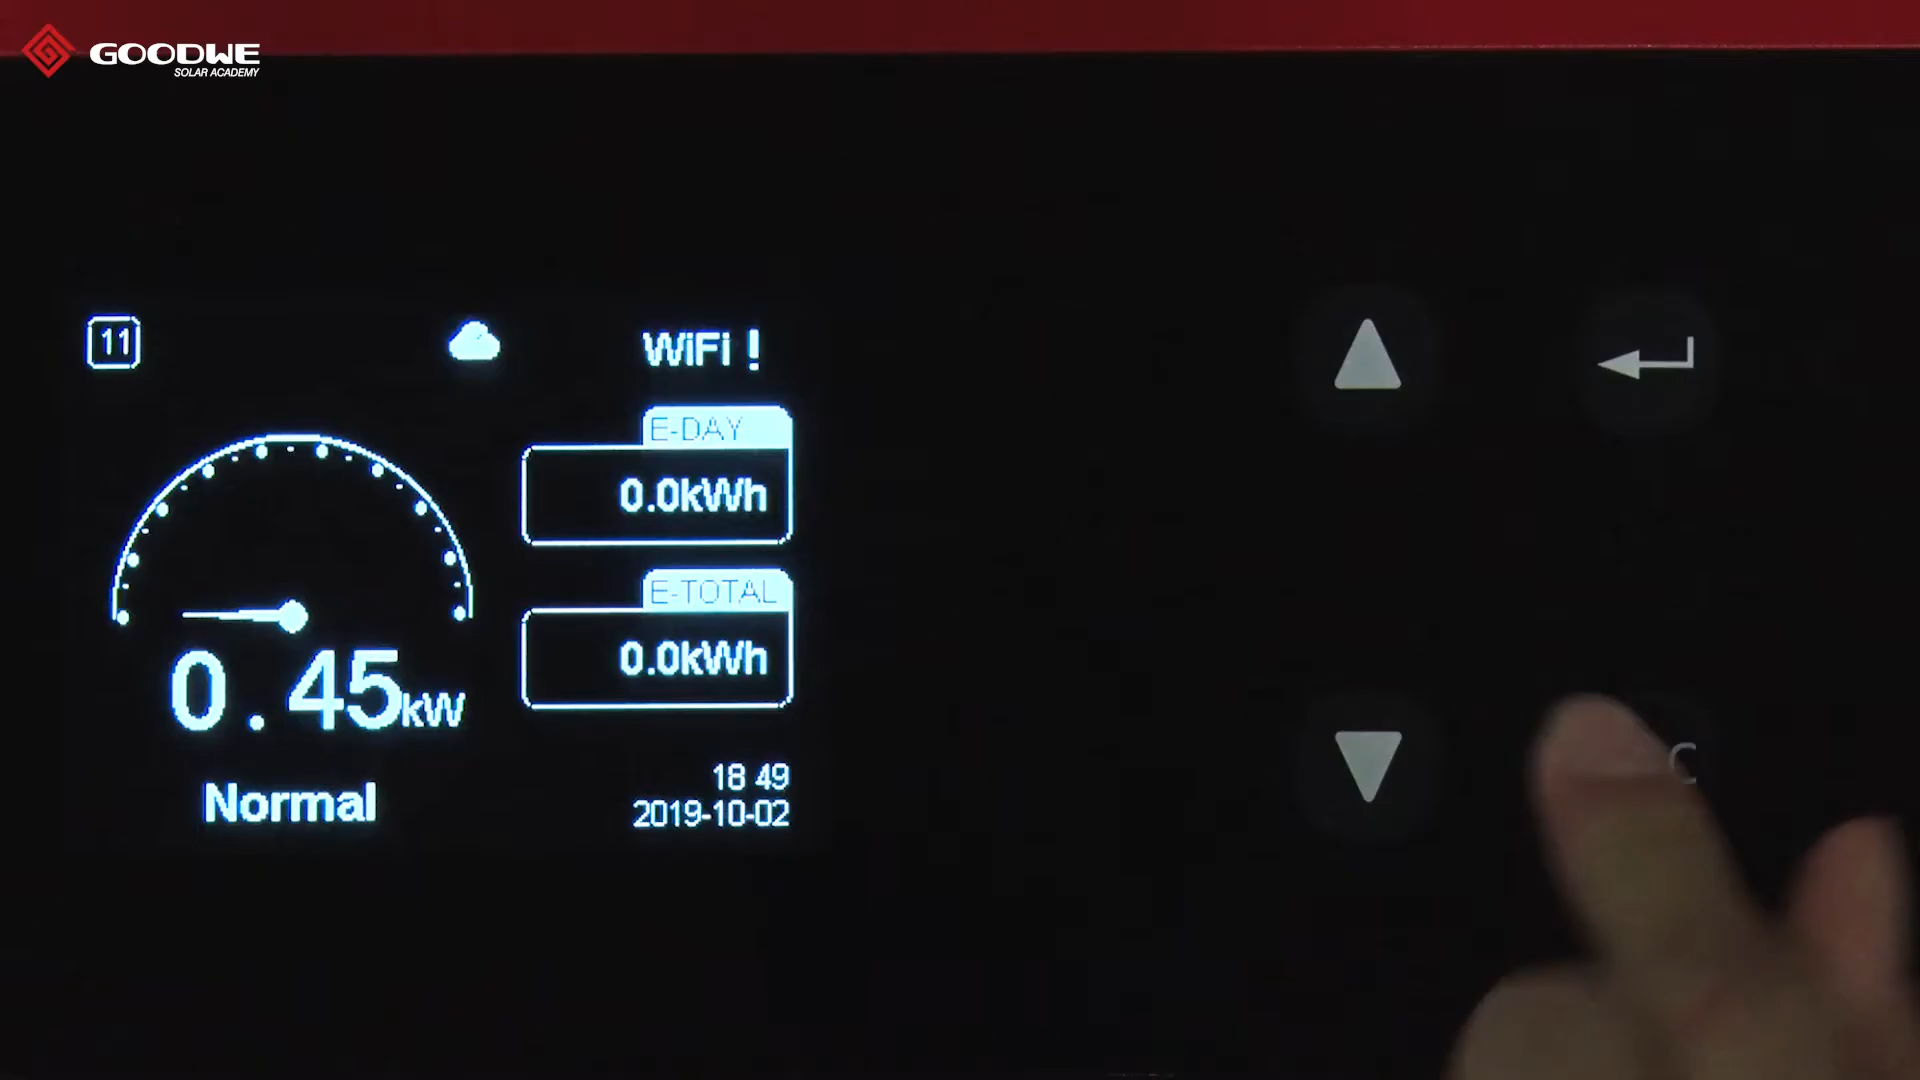 GOODWE
SOLAR ACADEMY
11
WiFi !
E-DAY
0.0kWh
E-TOTAL
0.0kWh
0.45kW
Normal
18 49
2019-10-02
C